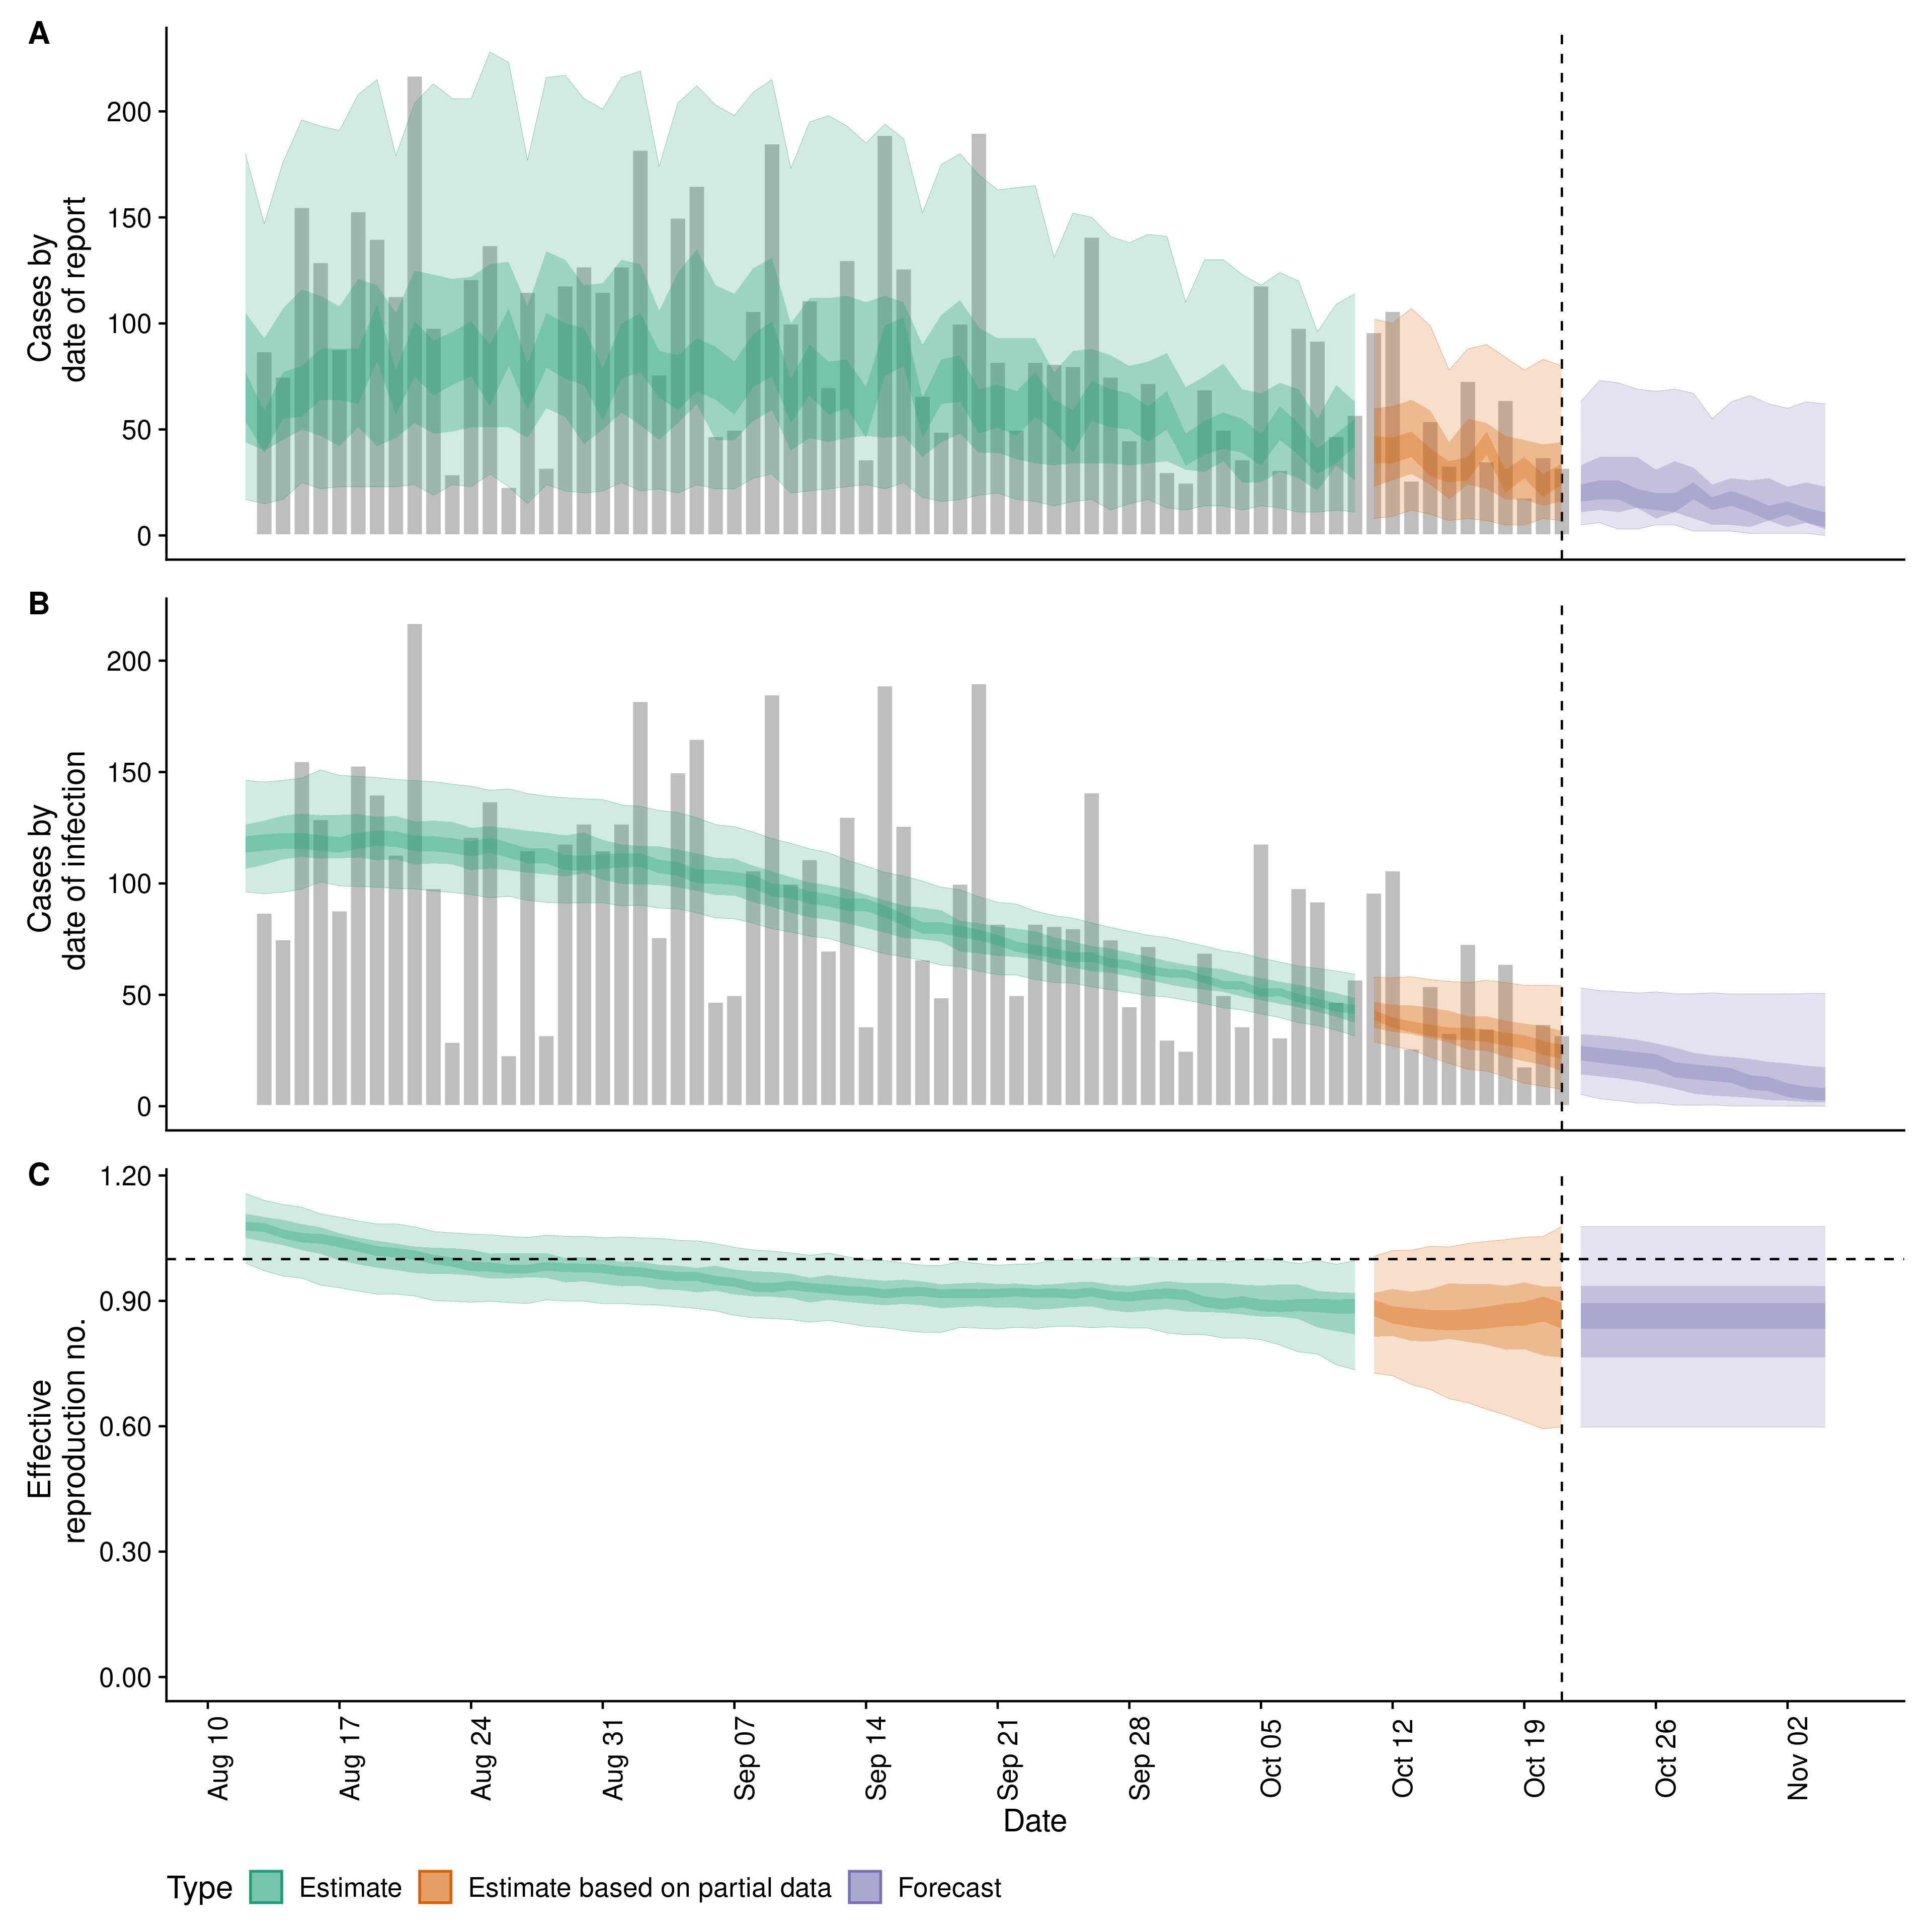 A
Cases by
date of report
200
150
100
50
0
B
Cases by
date of infection
200
150
100
50
0
C
Effective
reproduction no.
1.20
0.90
0.60
0.30
0.00
Aug 10
Aug 17
Aug 24
Aug 31
Sep 07
Sep 14
Sep 21
Sep 28
Oct 05
Oct 12
Oct 19
Oct 26
Nov 02
Date
Type Estimate Estimate based on partial data Forecast